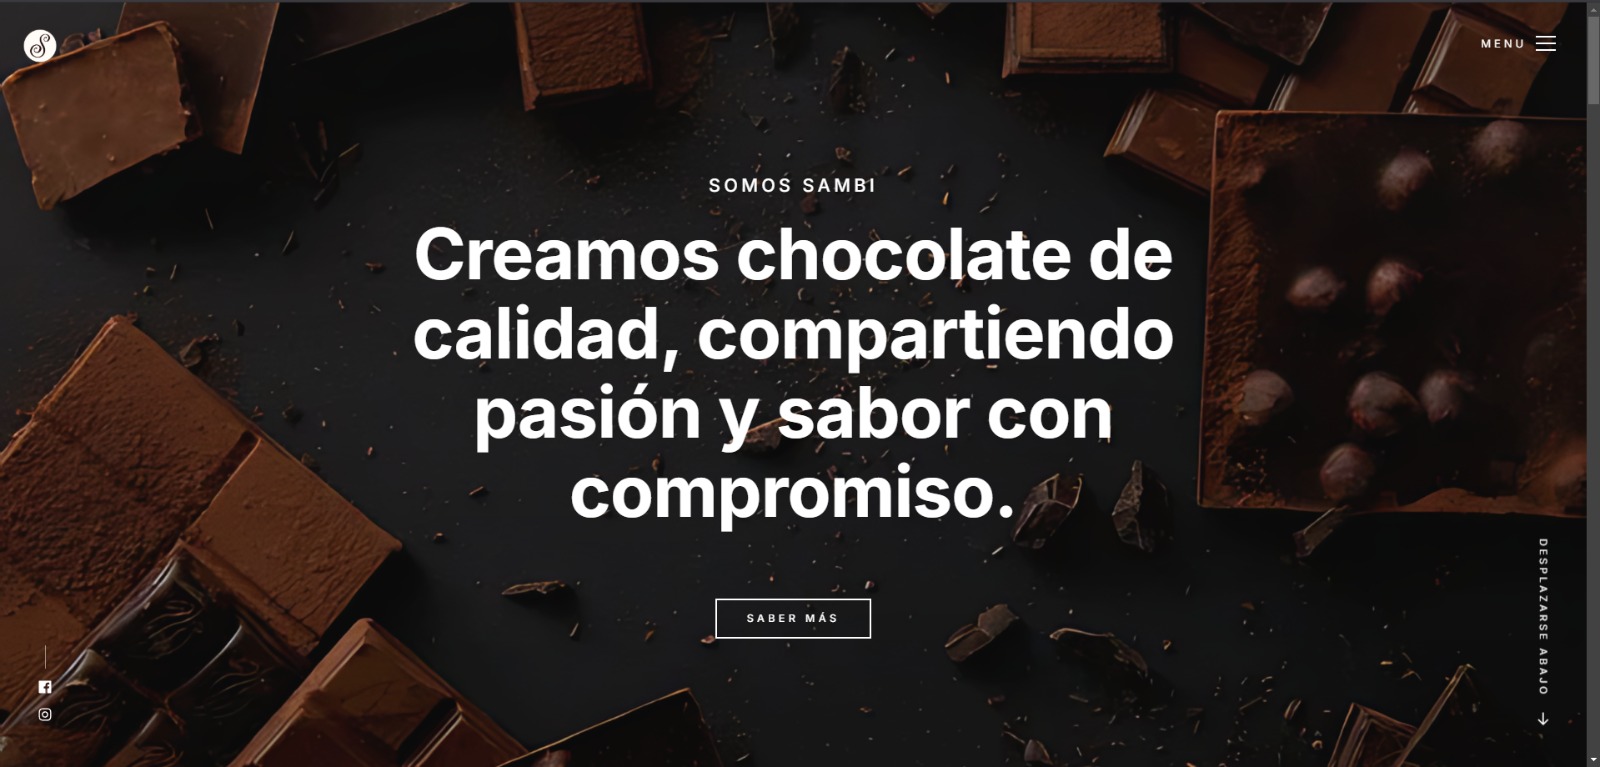 MENU
SOMOS SAMBI
Creamos chocolate de
calidad, compartiendo
pasión y sabor con
compromiso.
SABER MÁS
DESPLAZARSE ABAJO